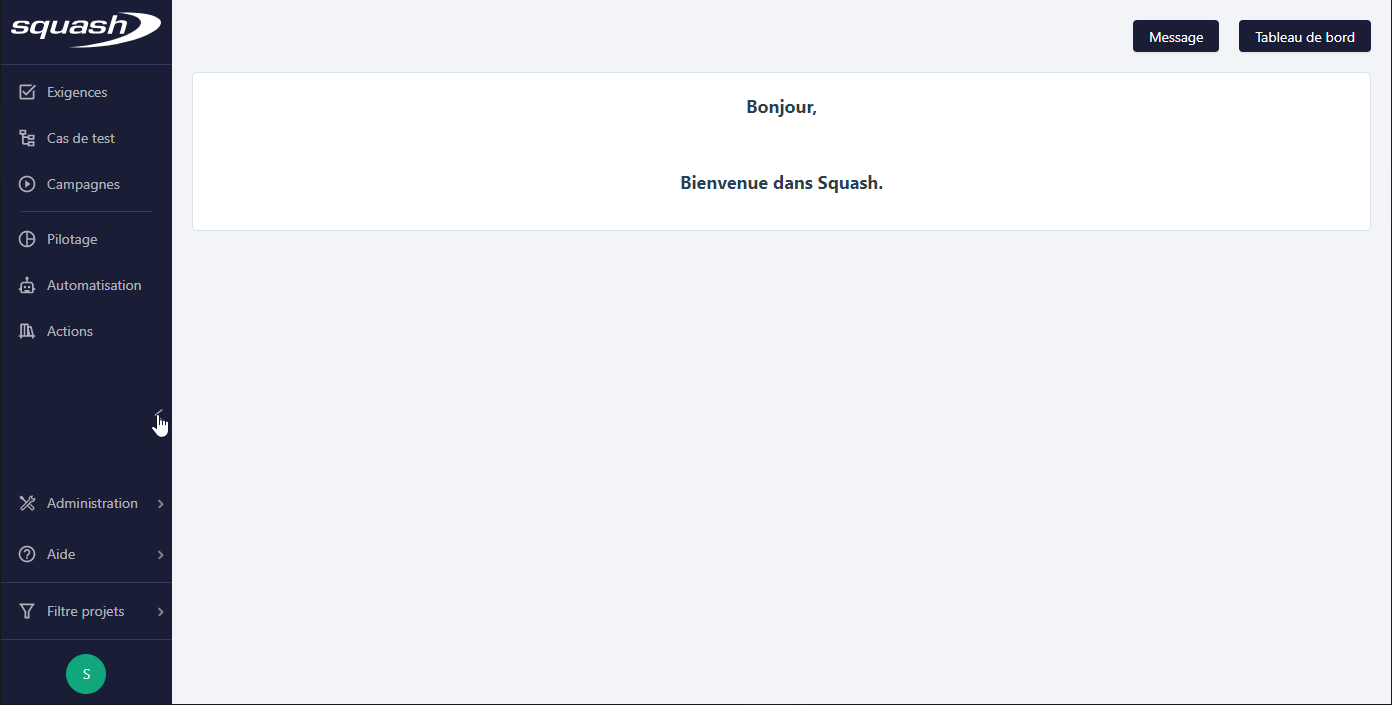 squash
Message
Tableau de bord
Exigences
Cas de test
Campagnes
Pilotage
Automatisation
Actions
Administration
Aide
Filtre projets
S
Bonjour,
Bienvenue dans Squash.